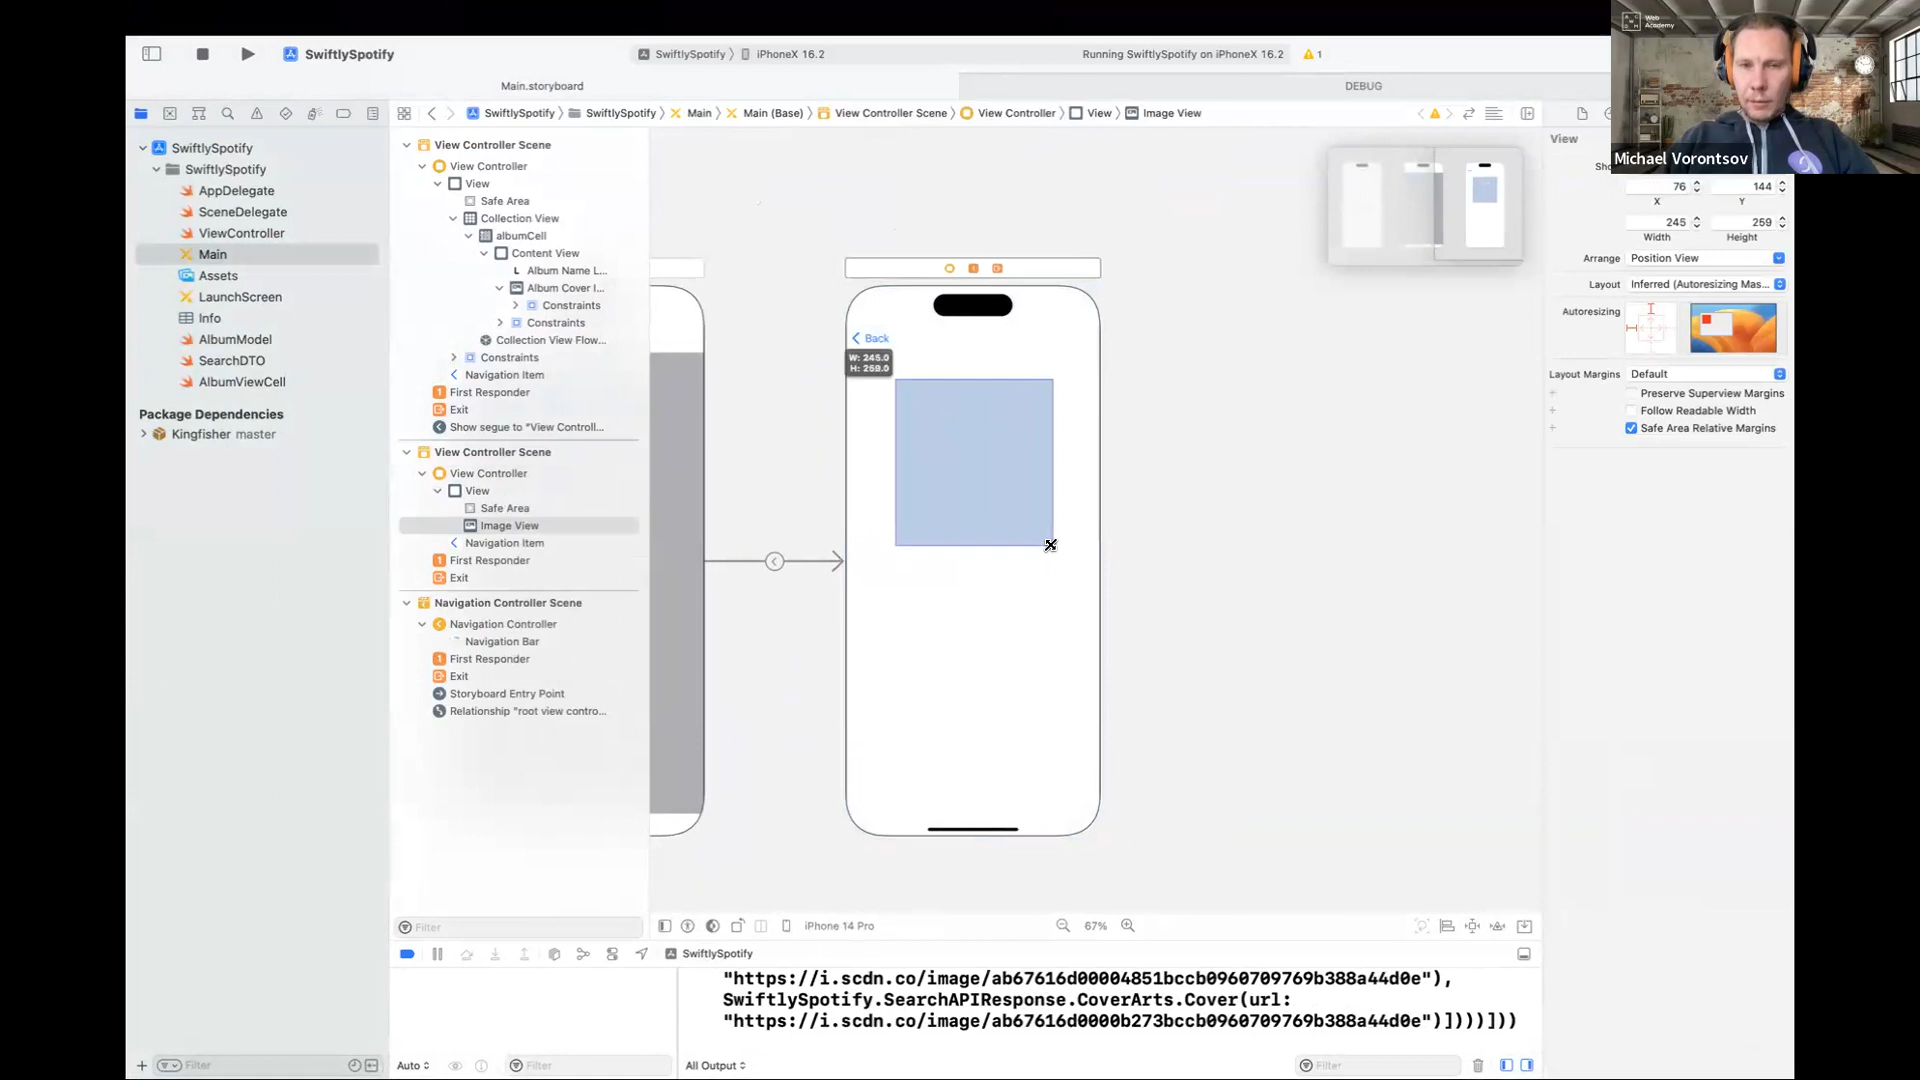 SwiftlySpotify
SwiftlySpotify
iPhoneX 16.2
Running SwiftlySpotify on iPhoneX 16.2
1
Web
Academy
Michael Vorontsov
Main.storyboard
DEBUG
SwiftlySpotify
SwiftlySpotify
Main
Main (Base)
View Controller Scene
View Controller
View
Image View
SwiftlySpotify
SwiftlySpotify
AppDelegate
SceneDelegate
ViewController
Main
Assets
LaunchScreen
Info
AlbumModel
SearchDTO
AlbumViewCell
Package Dependencies
Kingfisher master
Filter
View Controller Scene
View Controller
View
Safe Area
Collection View
albumCell
Content View
L Album Name L...
Album Cover I...
Constraints
Constraints
Collection View Flow...
Constraints
Navigation Item
First Responder
Exit
Show segue to "View Controll...
View Controller Scene
View Controller
View
Safe Area
Image View
Navigation Item
First Responder
Exit
Navigation Controller Scene
Navigation Controller
Navigation Bar
First Responder
Exit
Storyboard Entry Point
Relationship "root view contro...
Filter
Back
W: 245.0
H: 259.0
iPhone 14 Pro
67%
View
76
144
X
Y
245
259
Width
Height
Arrange
Position View
Layout
Inferred (Autoresizing Mas...
Autoresizing
Layout Margins
Default
Preserve Superview Margins
Follow Readable Width
Safe Area Relative Margins
SwiftlySpotify
"https://i.scdn.co/image/ab67616d00004851bccb0960709769b388a44d0e"),
SwiftlySpotify.SearchAPIResponse.CoverArts.Cover(url:
"https://i.scdn.co/image/ab67616d0000b273bccb0960709769b388a44d0e")])))]))
Auto
Filter
All Output
Filter